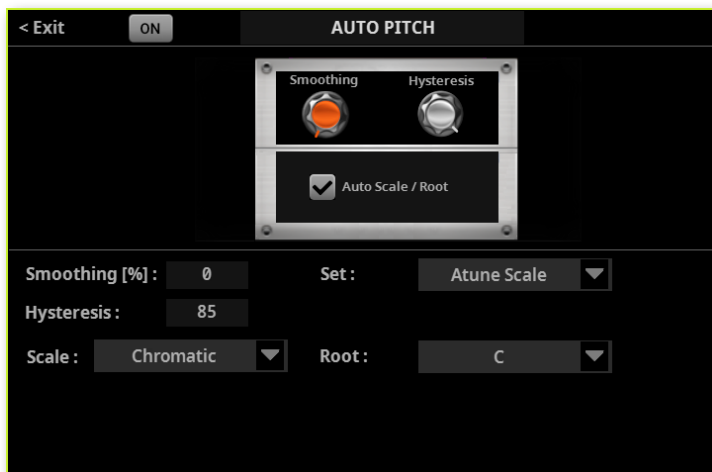 < Exit ON AUTO PITCH
Smoothing Hysteresis
Auto Scale / Root
Smoothing [%] : 0 Set : Atune Scale
Hysteresis : 85
Scale : Chromatic Root : C